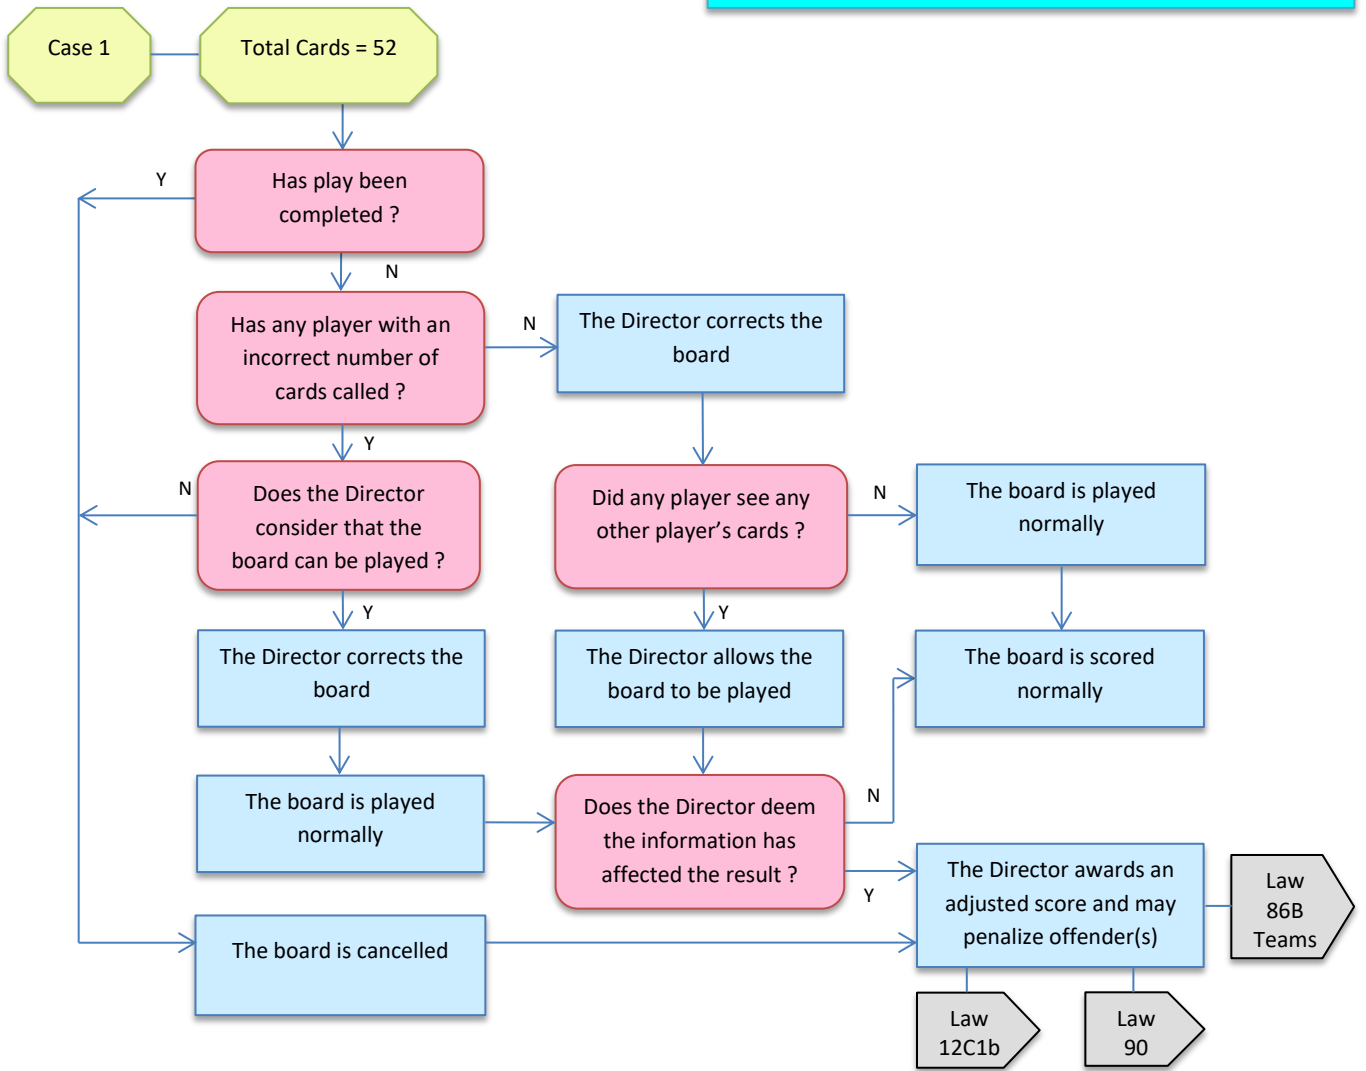 Case 1
Total Cards = 52
Has play been
completed ?
Y
N
Has any player with an
incorrect number of
cards called ?
N
The Director corrects the
board
Y
Does the Director
consider that the
board can be played ?
N
Did any player see any
other player’s cards ?
N
The board is played
normally
Y
Y
The Director corrects the
board
The Director allows the
board to be played
The board is scored
normally
The board is played
normally
Does the Director deem
the information has
affected the result ?
N
Y
The Director awards an
adjusted score and may
penalize offender(s)
Law
86B
Teams
The board is cancelled
Law
12C1b
Law
90